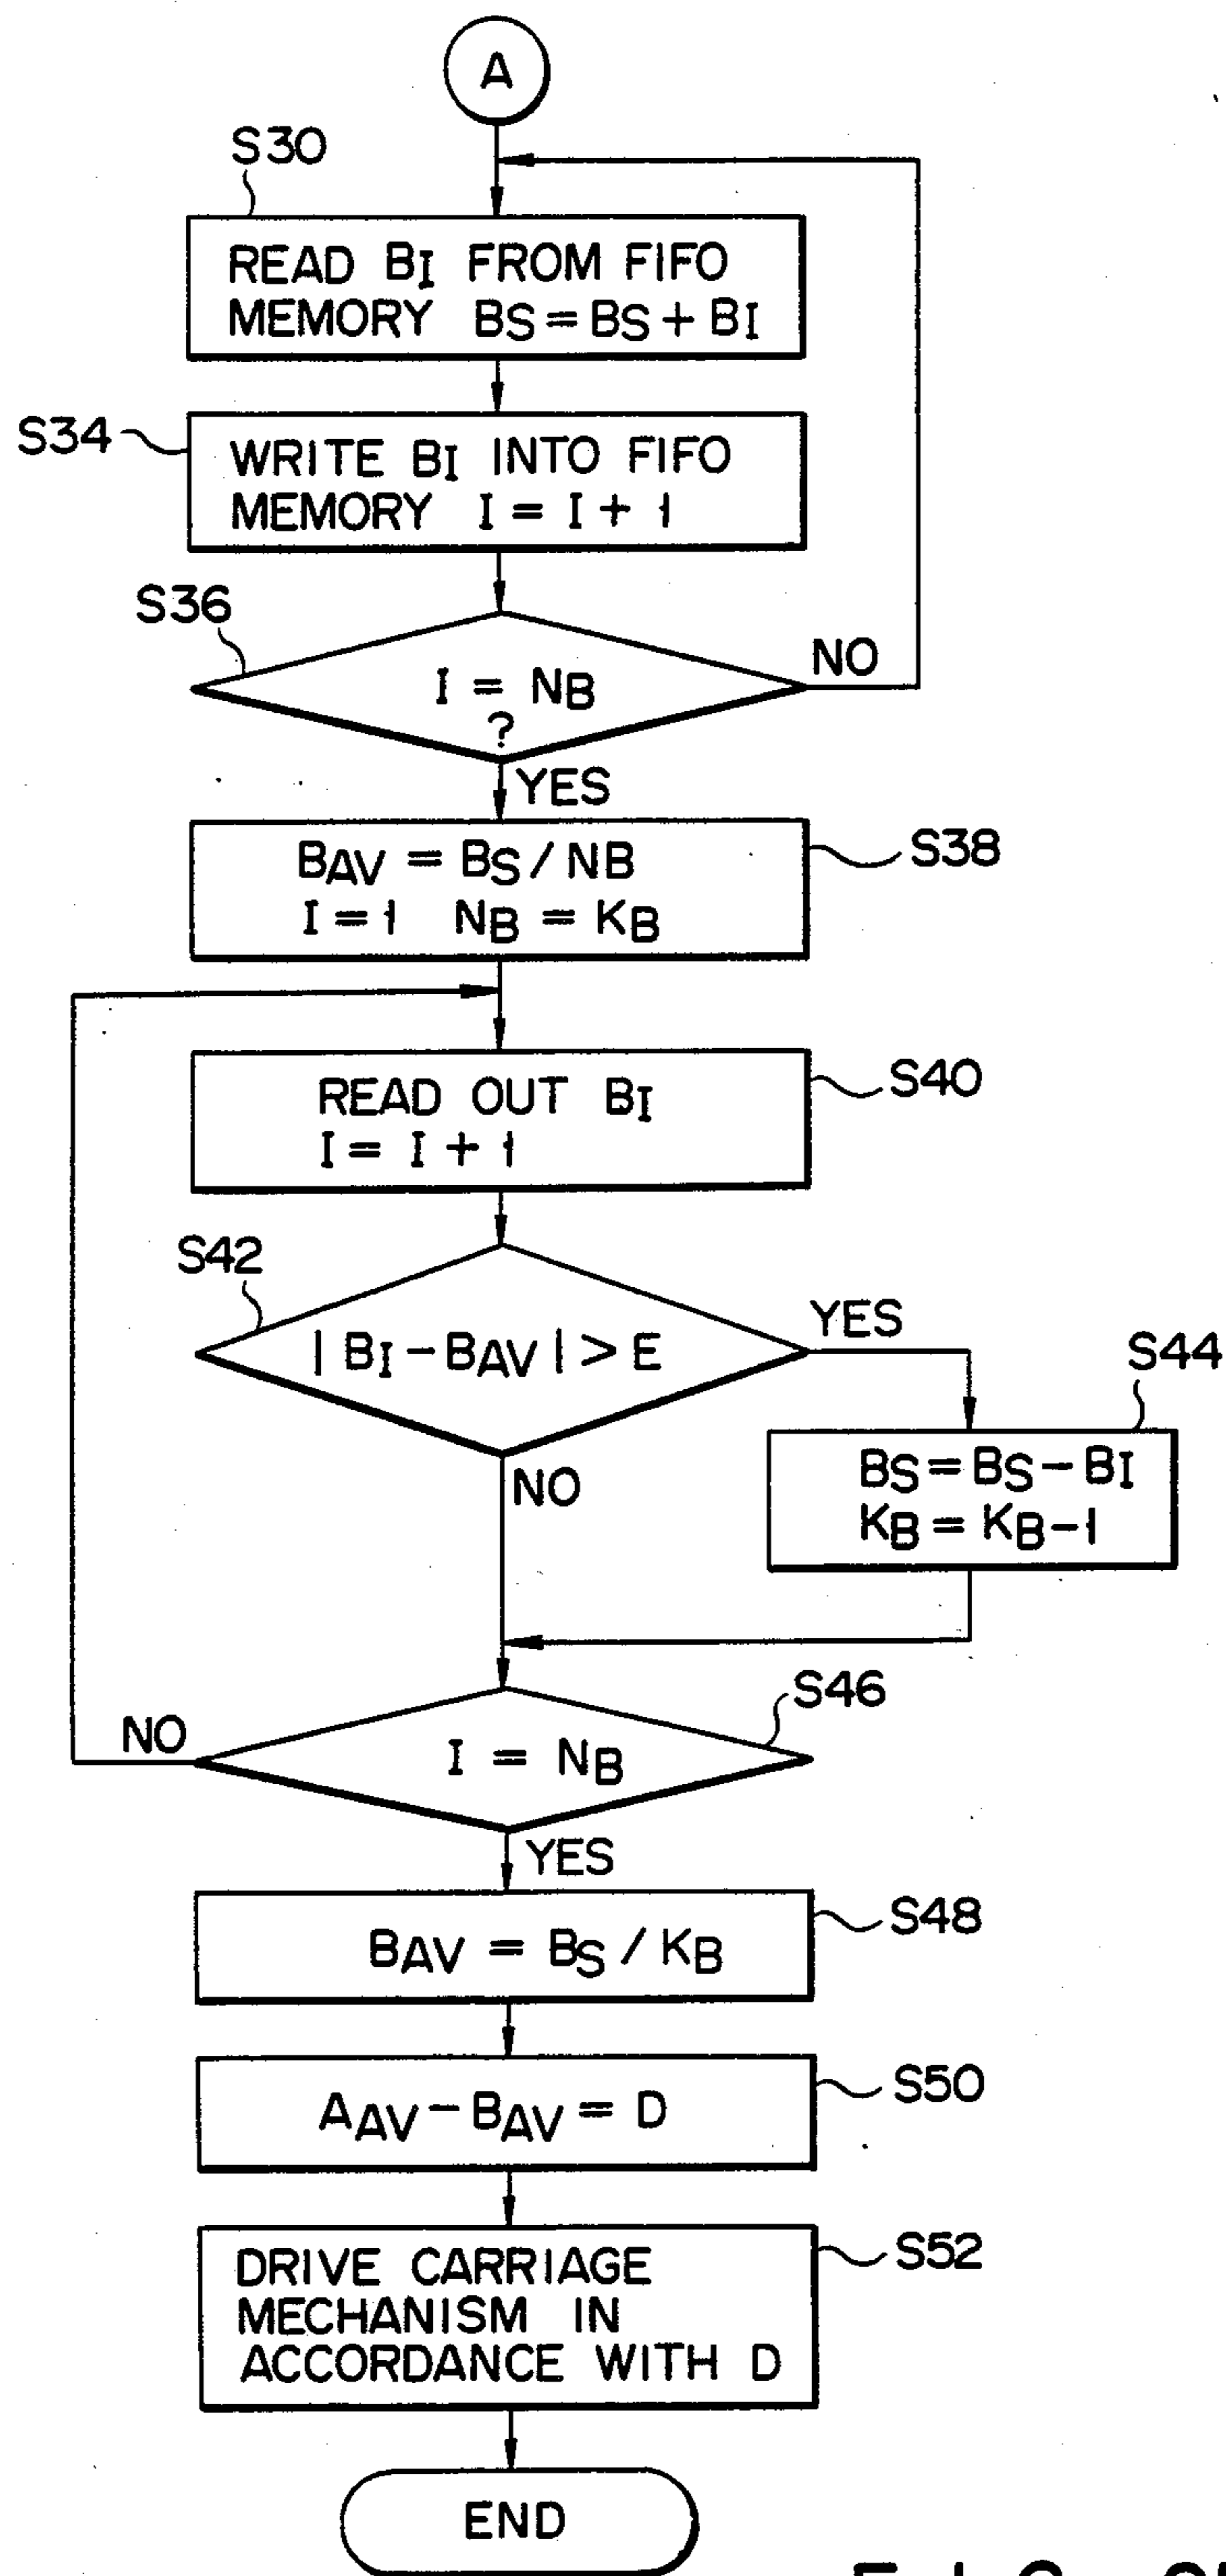 A
S30
READ BI FROM FIFO
MEMORY BS = BS + BI
S34
WRITE BI INTO FIFO
MEMORY I = I + 1
S36
I = NB
?
NO
YES
BAV = BS / NB
I = 1 NB = KB
S38
READ OUT BI
I = I + 1
S40
S42
| BI - BAV | > E
YES
S44
BS = BS - BI
KB = KB - 1
NO
S46
I = NB
NO
YES
BAV = BS / KB
S48
AAV - BAV = D
S50
DRIVE CARRIAGE
MECHANISM IN
ACCORDANCE WITH D
S52
END